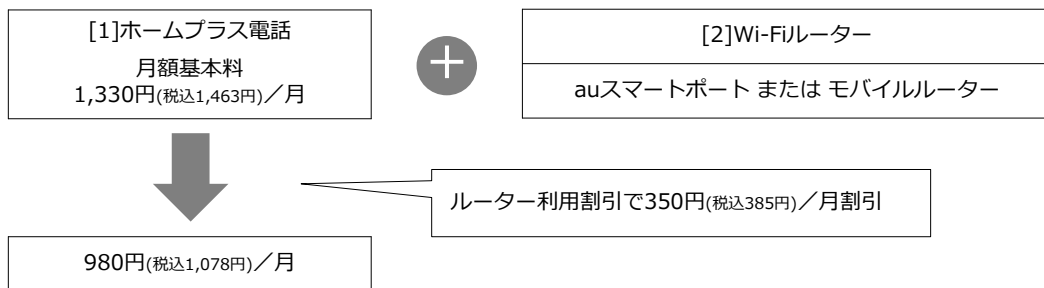 [1]ホームプラス電話
月額基本料
1,330円(税込1,463円)／月
[2]Wi-Fiルーター
auスマートポート または モバイルルーター
ルーター利用割引で350円(税込385円)／月割引
980円(税込1,078円)／月